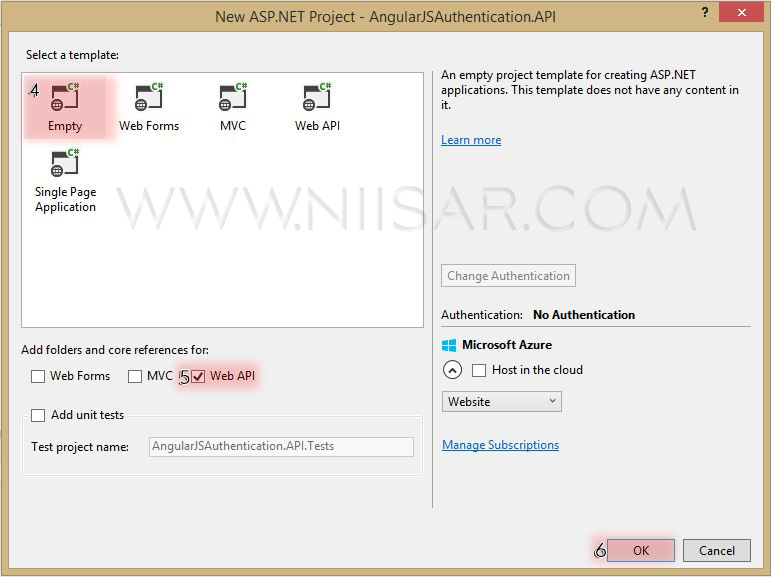 New ASP.NET Project - AngularJSAuthentication.API
?
Select a template:
4
C#
Empty
C#
Web Forms
C#
MVC
C#
Web API
C#
Single Page
Application
An empty project template for creating ASP.NET
applications. This template does not have any content in
it.
Learn more
WWW.NIISAR.COM
Change Authentication
Authentication: No Authentication
Microsoft Azure
Host in the cloud
Website
Manage Subscriptions
Add folders and core references for:
Web Forms
MVC
5
Web API
Add unit tests
Test project name:
AngularJSAuthentication.API.Tests
6
OK
Cancel